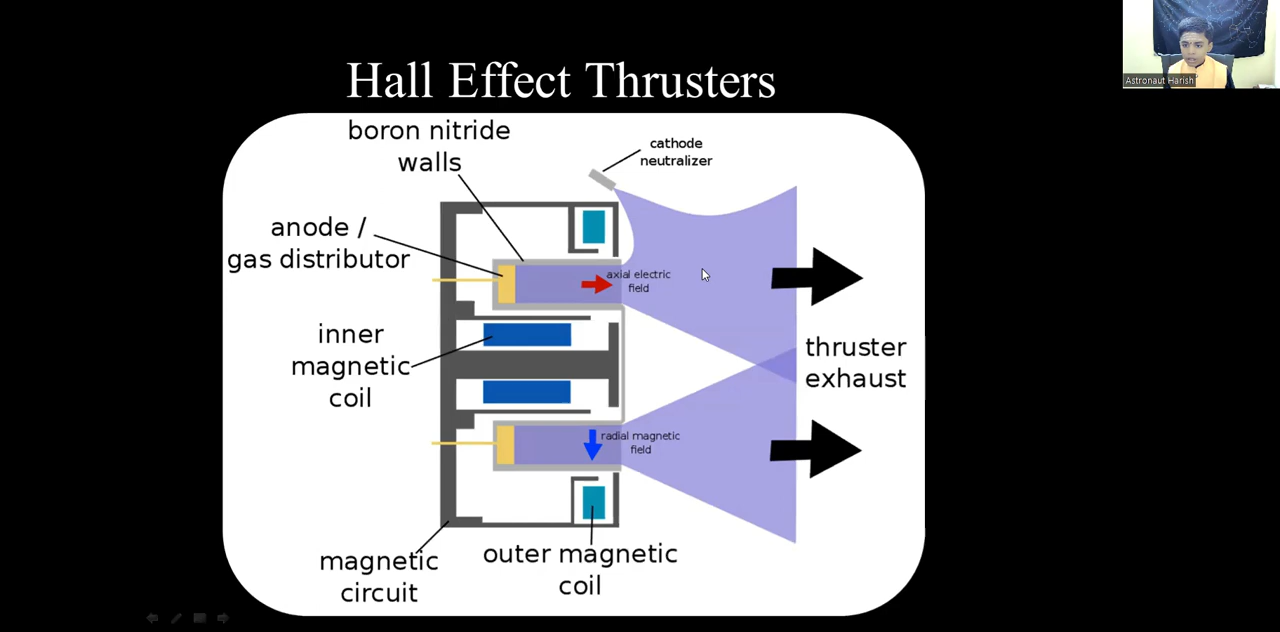 Astronaut Harish
Hall Effect Thrusters
boron nitride
walls
cathode
neutralizer
anode /
gas distributor
axial electric
field
inner
magnetic
coil
thruster
exhaust
radial magnetic
field
magnetic
circuit
outer magnetic
coil